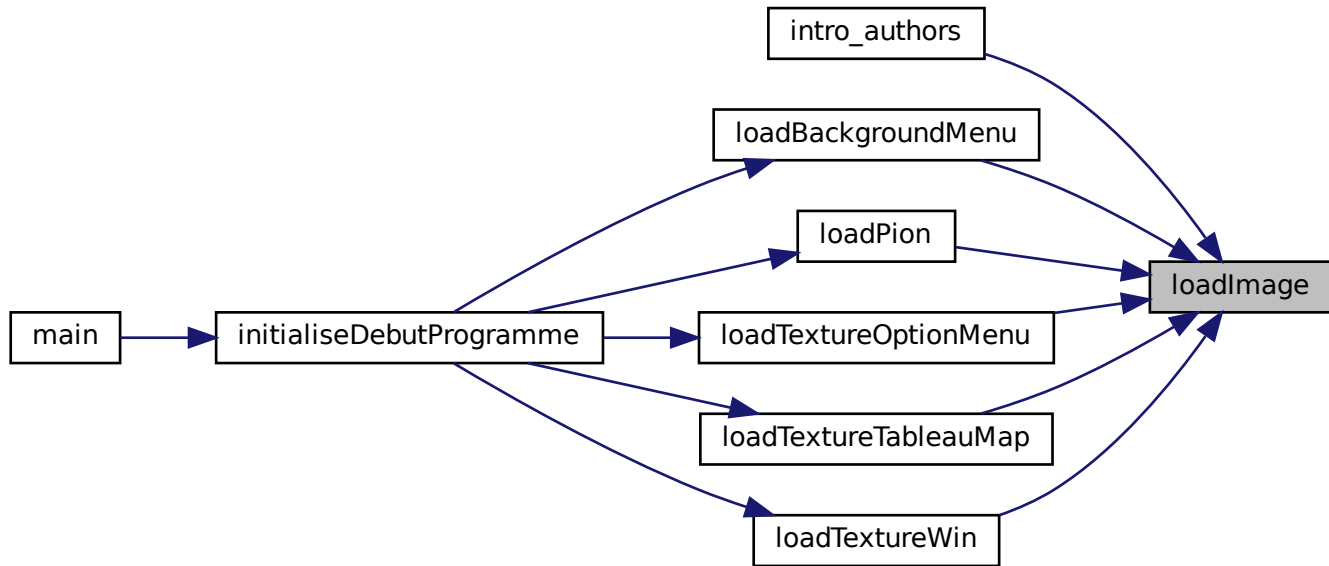 intro_authors
loadBackgroundMenu
loadPion
loadImage
main
initialiseDebutProgramme
loadTextureOptionMenu
loadTextureTableauMap
loadTextureWin